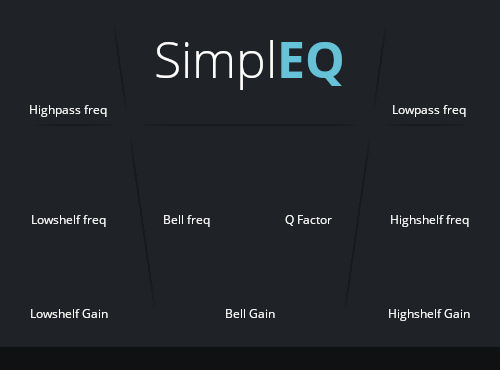 SimplEQ
Highpass freq
Lowpass freq
Lowshelf freq
Bell freq
Q Factor
Highshelf freq
Lowshelf Gain
Bell Gain
Highshelf Gain